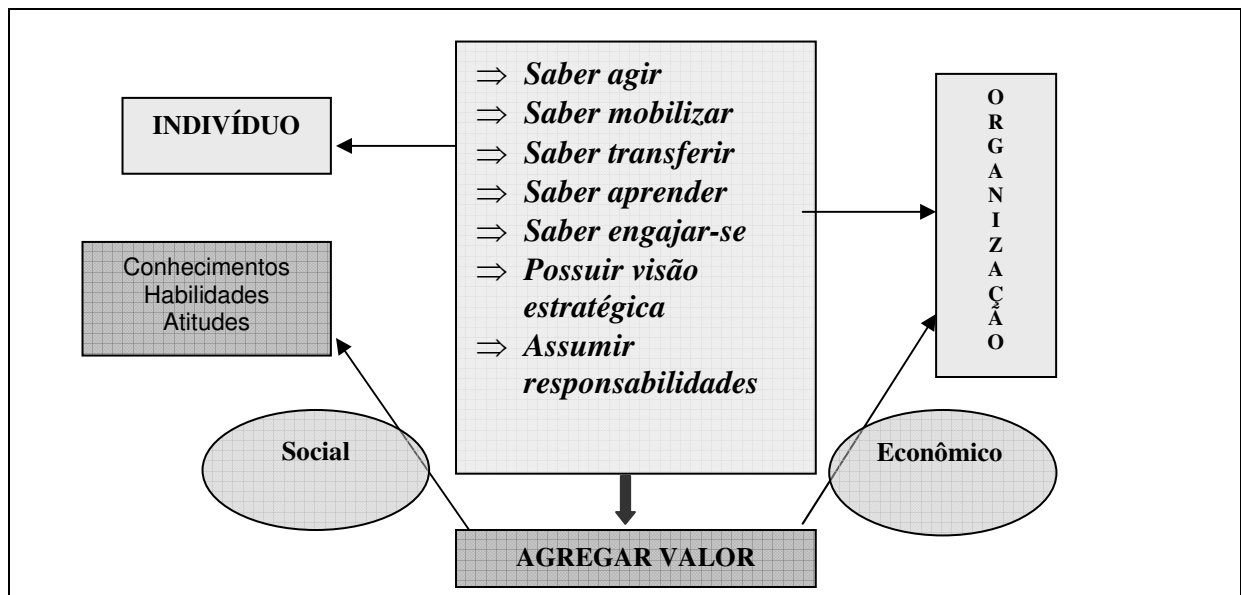 INDIVÍDUO
Conhecimentos
Habilidades
Atitudes
⇒ Saber agir
⇒ Saber mobilizar
⇒ Saber transferir
⇒ Saber aprender
⇒ Saber engajar-se
⇒ Possuir visão
estratégica
⇒ Assumir
responsabilidades
ORGANIZAÇÃO
Social
Econômico
AGREGAR VALOR